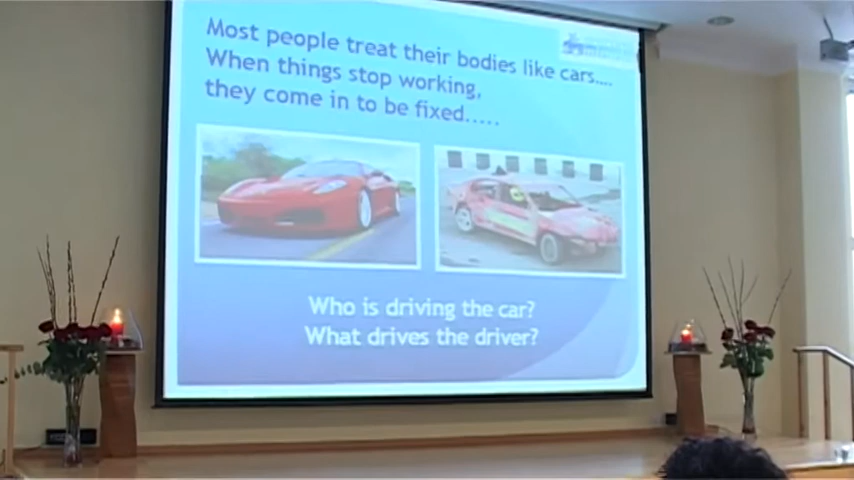 Most people treat their bodies like cars....
When things stop working,
they come in to be fixed.....
Who is driving the car?
What drives the driver?